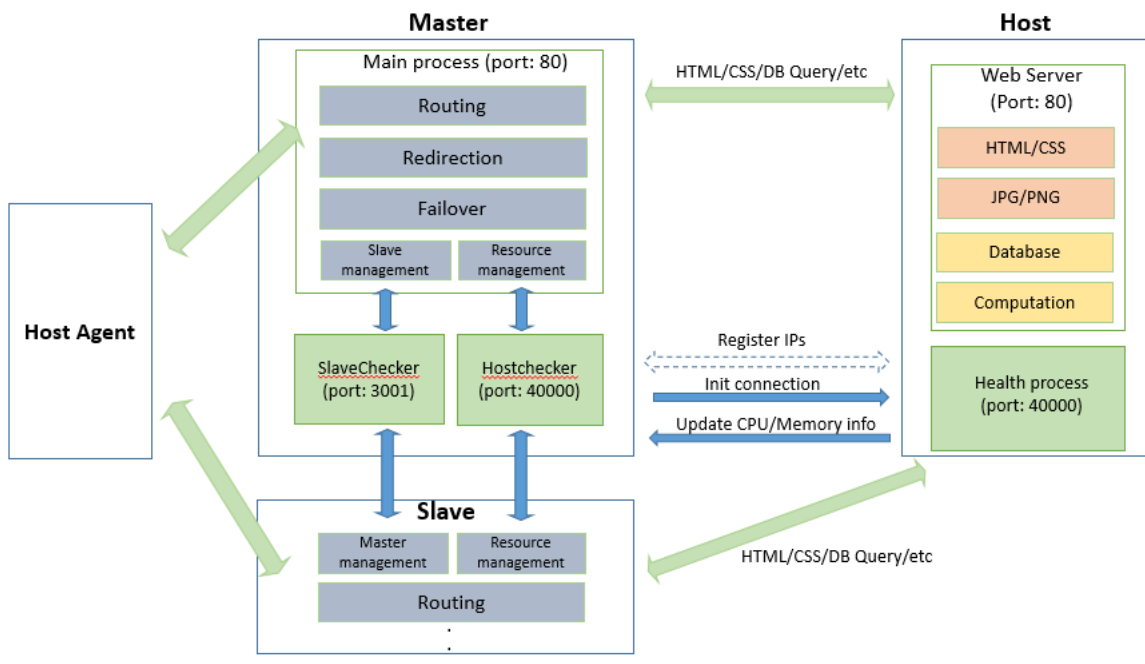 Master
Main process (port: 80)
Routing
Redirection
Failover
Slave
management
Resource
management
SlaveChecker
(port: 3001)
Hostchecker
(port: 40000)
Host Agent
Slave
Master
management
Resource
management
Routing
:
HTML/CSS/DB Query/etc
Register IPs
Init connection
Update CPU/Memory info
HTML/CSS/DB Query/etc
Host
Web Server
(Port: 80)
HTML/CSS
JPG/PNG
Database
Computation
Health process
(port: 40000)